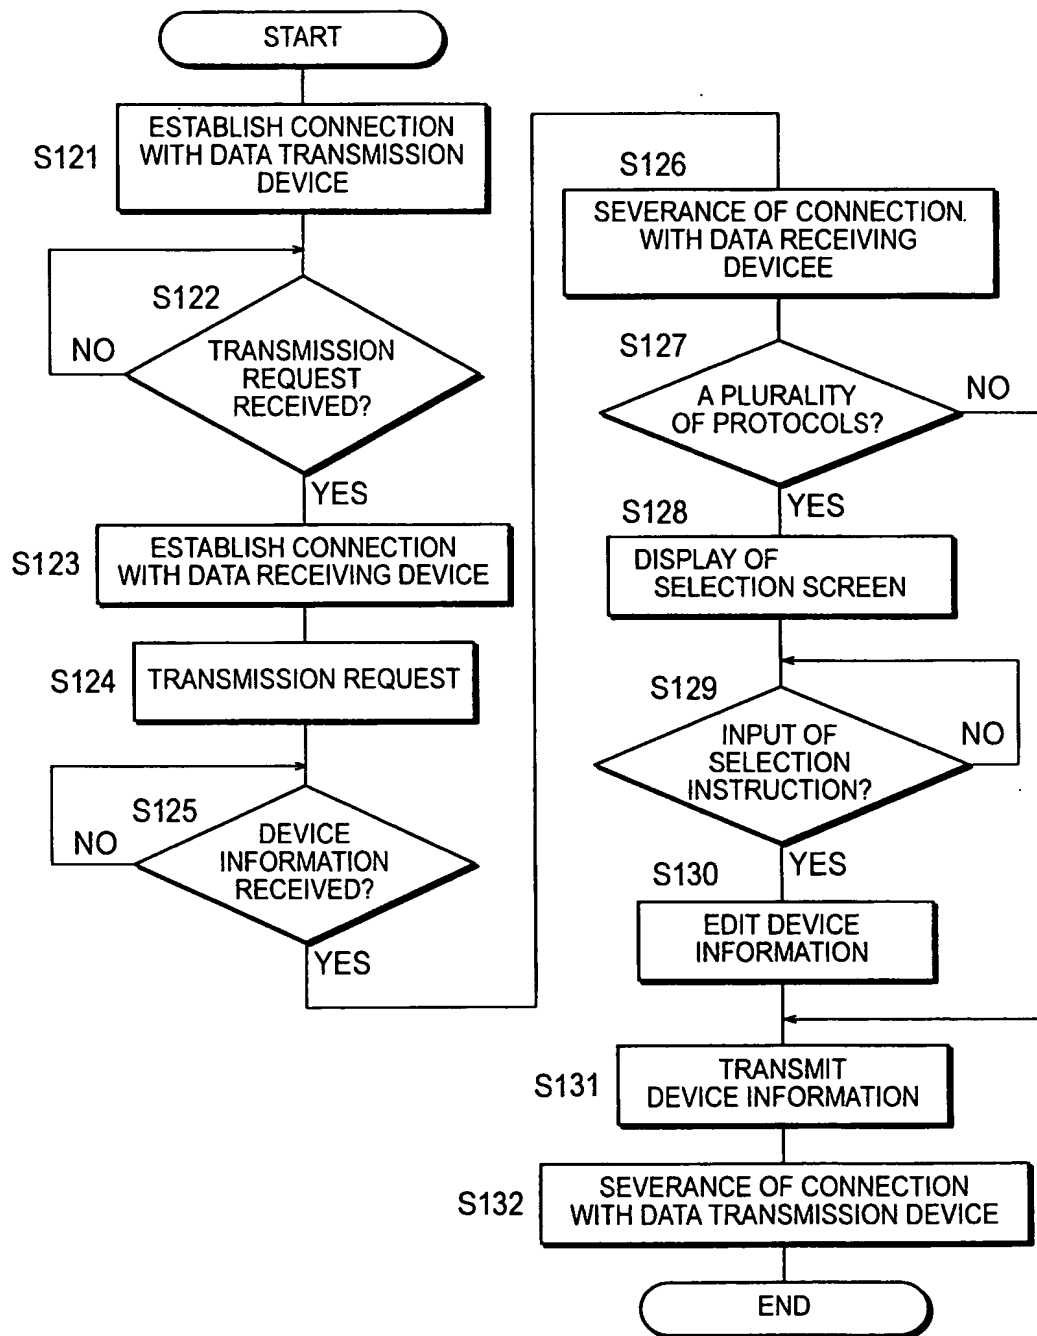 START
S121
ESTABLISH CONNECTION
WITH DATA TRANSMISSION
DEVICE
S122
NO
TRANSMISSION
REQUEST
RECEIVED?
YES
S123
ESTABLISH CONNECTION
WITH DATA RECEIVING DEVICE
S124
TRANSMISSION REQUEST
S125
NO
DEVICE
INFORMATION
RECEIVED?
YES
S126
SEVERANCE OF CONNECTION.
WITH DATA RECEIVING
DEVICEE
S127
A PLURALITY
OF PROTOCOLS?
NO
YES
S128
DISPLAY OF
SELECTION SCREEN
S129
INPUT OF
SELECTION
INSTRUCTION?
NO
YES
S130
EDIT DEVICE
INFORMATION
S131
TRANSMIT
DEVICE INFORMATION
S132
SEVERANCE OF CONNECTION
WITH DATA TRANSMISSION DEVICE
END